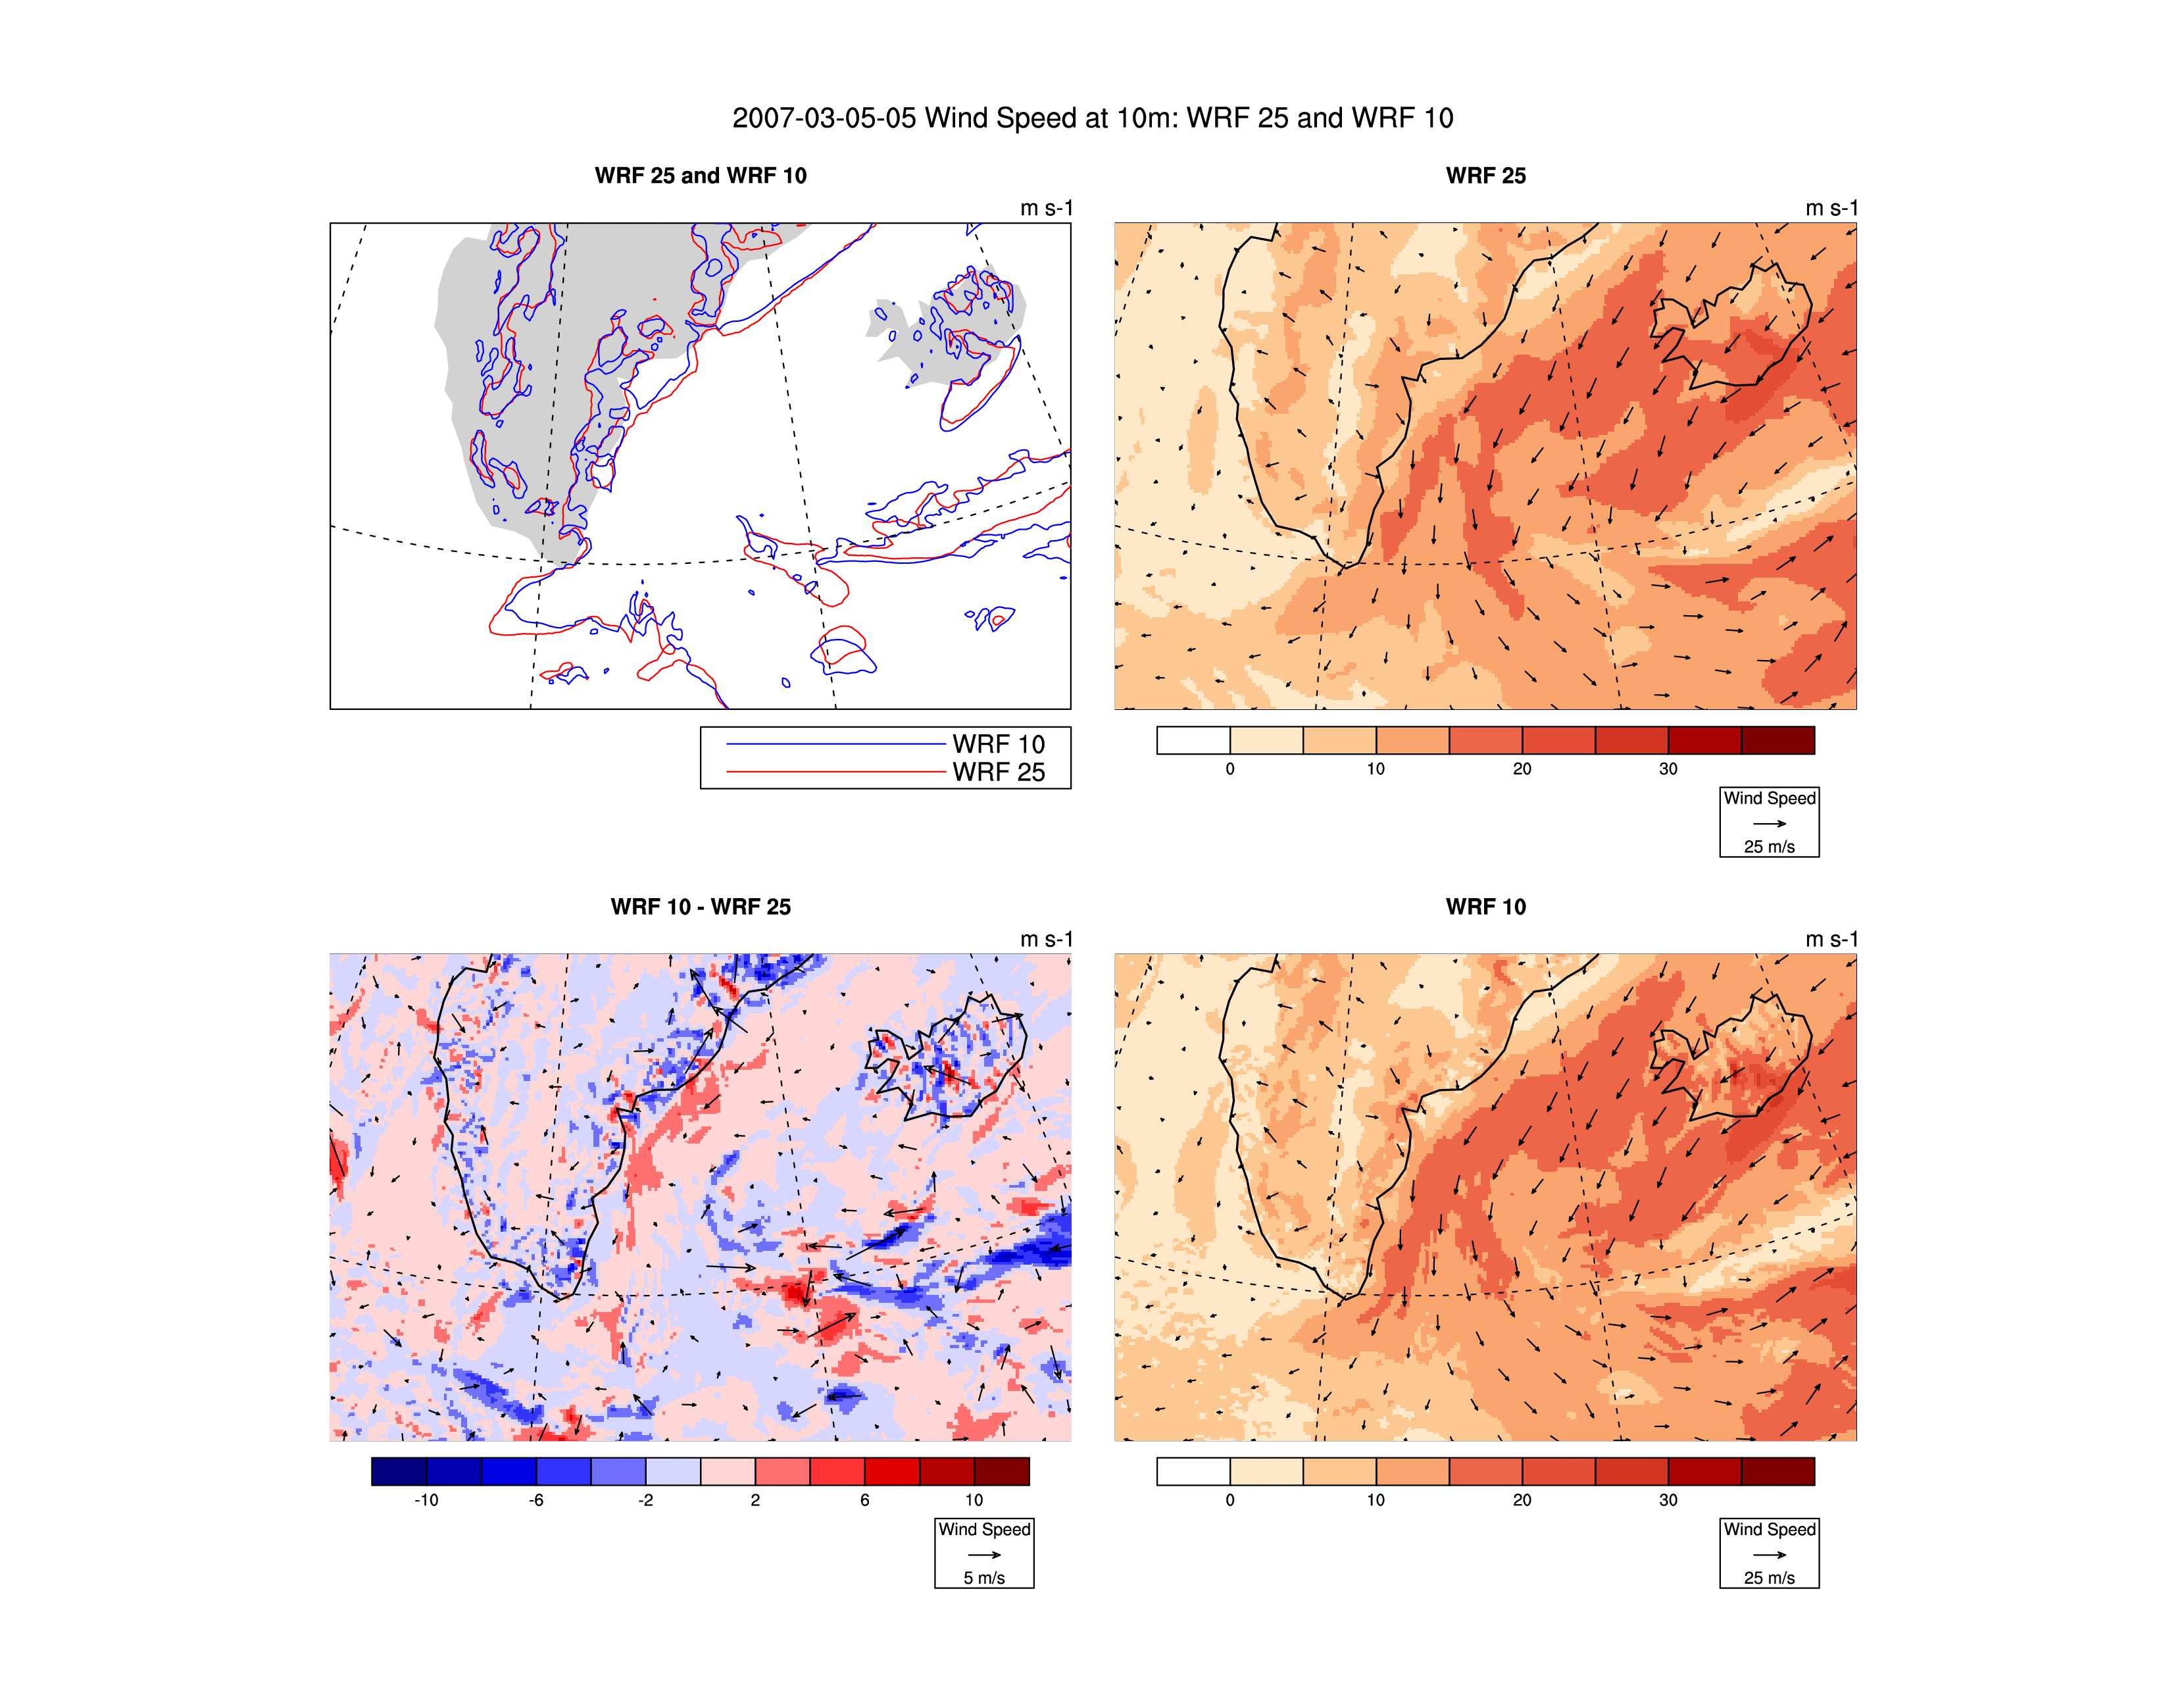 2007-03-05-05 Wind Speed at 10m: WRF 25 and WRF 10
WRF 25 and WRF 10
m s-1
WRF 10
WRF 25
WRF 25
m s-1
0 10 20 30
Wind Speed
25 m/s
WRF 10 - WRF 25
m s-1
-10 -6 -2 2 6 10
Wind Speed
5 m/s
WRF 10
m s-1
0 10 20 30
Wind Speed
25 m/s